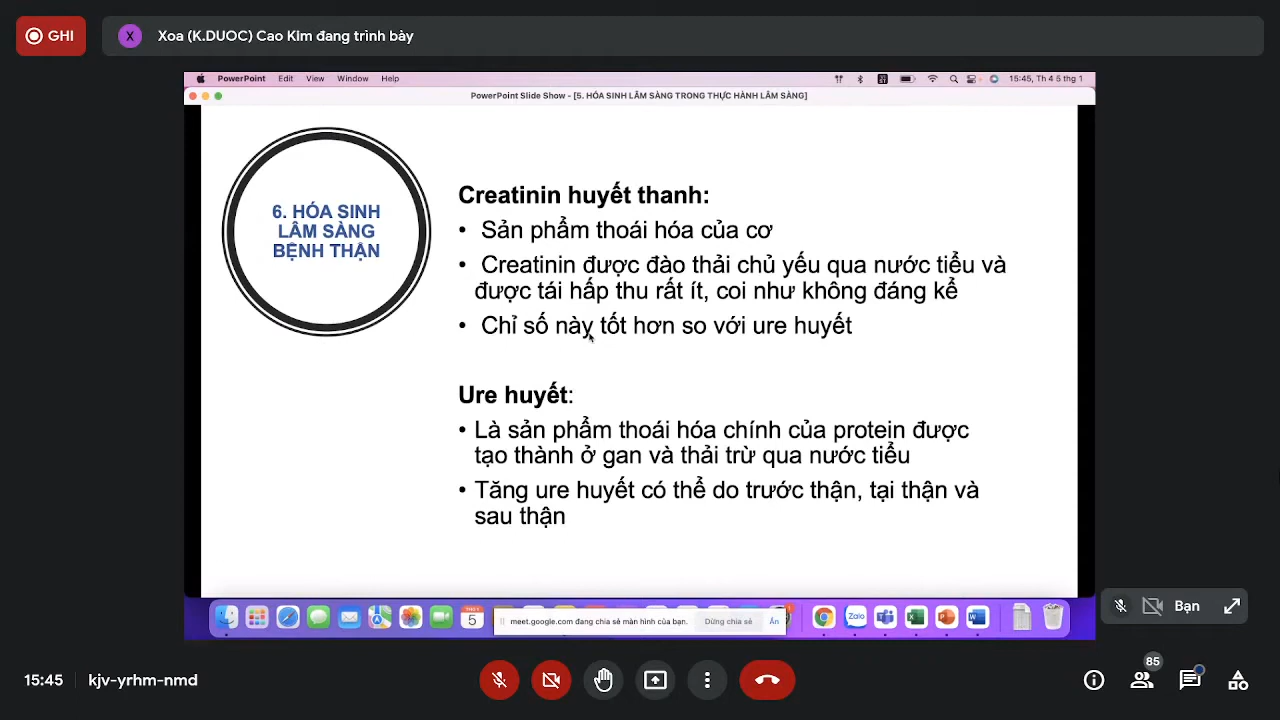 GHI
X
Xoa (K.DUOC) Cao Kim đang trình bày
PowerPoint Edit View Window Help
15:45, Th 4 5 thg 1
PowerPoint Slide Show - [5. HÓA SINH LÂM SÀNG TRONG THỰC HÀNH LÂM SÀNG]
6. HÓA SINH
LÂM SÀNG
BỆNH THẬN
Creatinin huyết thanh:
• Sản phẩm thoái hóa của cơ
• Creatinin được đào thải chủ yếu qua nước tiểu và
được tái hấp thu rất ít, coi như không đáng kể
• Chỉ số này tốt hơn so với ure huyết
Ure huyết:
• Là sản phẩm thoái hóa chính của protein được
tạo thành ở gan và thải trừ qua nước tiểu
• Tăng ure huyết có thể do trước thận, tại thận và
sau thận
5
meet.google.com đang chia sẻ màn hình của bạn.
Dừng chia sẻ
Ẩn
Zalo
Bạn
15:45
kjv-yrhm-nmd
85